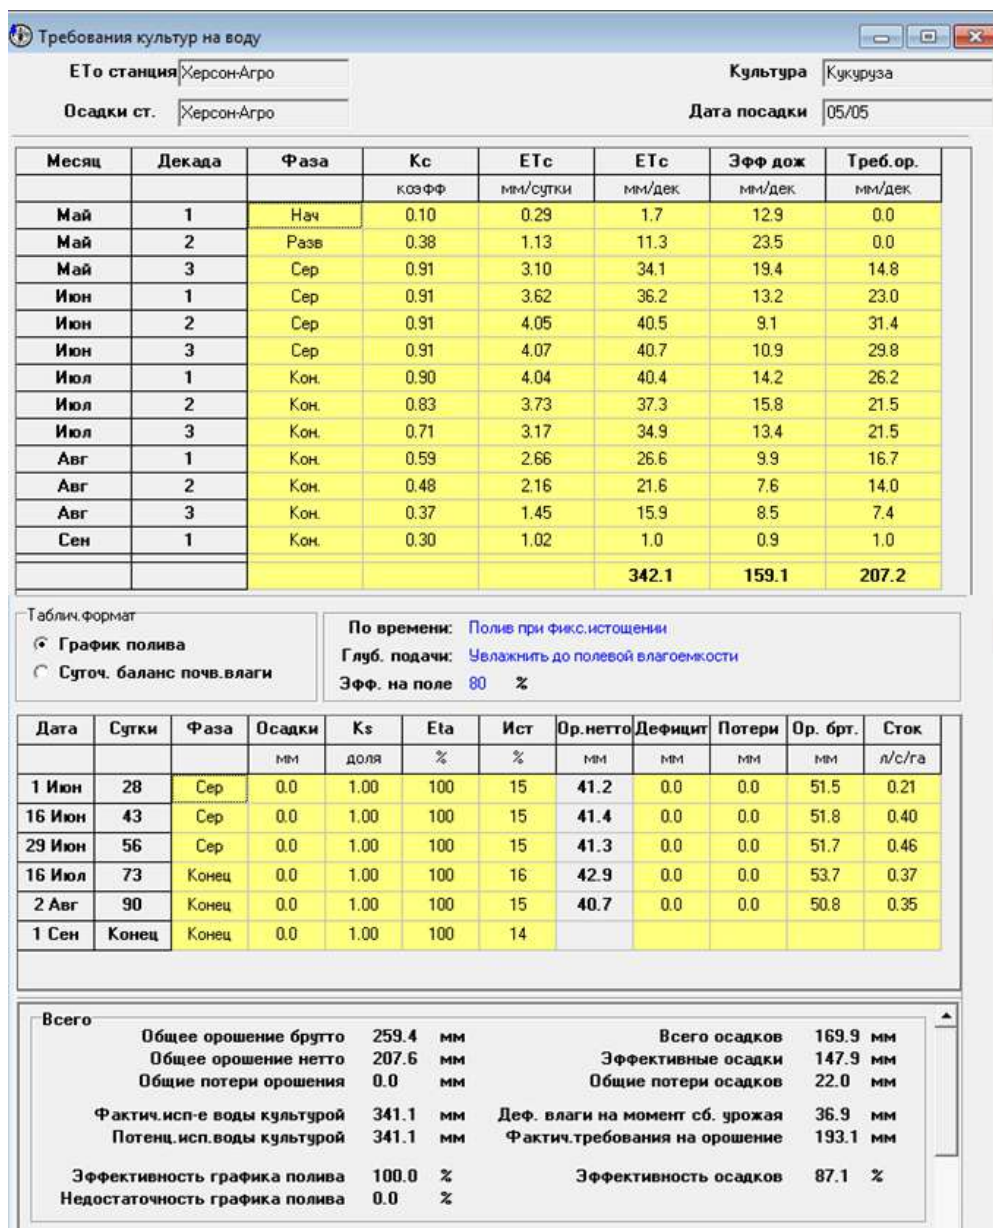 Требования культур на воду
ЕТо станция Херсон-Агро Культура Кукуруза
Осадки ст. Херсон-Агро Дата посадки 05/05
Месяц Декада Фаза Кс ЕТс ЕТс Эфф дож Треб.ор.
коэфф мм/сутки мм/дек мм/дек мм/дек
Май 1 Нач 0.10 0.29 1.7 12.9 0.0
Май 2 Разв 0.38 1.13 11.3 23.5 0.0
Май 3 Сер 0.91 3.10 34.1 19.4 14.8
Июн 1 Сер 0.91 3.62 36.2 13.2 23.0
Июн 2 Сер 0.91 4.05 40.5 9.1 31.4
Июн 3 Сер 0.91 4.07 40.7 10.9 29.8
Июл 1 Кон. 0.90 4.04 40.4 14.2 26.2
Июл 2 Кон. 0.83 3.73 37.3 15.8 21.5
Июл 3 Кон. 0.71 3.17 34.9 13.4 21.5
Авг 1 Кон. 0.59 2.66 26.6 9.9 16.7
Авг 2 Кон. 0.48 2.16 21.6 7.6 14.0
Авг 3 Кон. 0.37 1.45 15.9 8.5 7.4
Сен 1 Кон. 0.30 1.02 1.0 0.9 1.0
342.1 159.1 207.2
Таблич.формат
График полива
Суточ. баланс почв.влаги
По времени: Полив при фикс.истощении
Глуб. подачи: Увлажнить до полевой влагоемкости
Эфф. на поле 80 %
Дата Сутки Фаза Осадки Ks Eta Ист Ор.нетто Дефицит Потери Ор. брт. Сток
мм доля % % мм мм мм мм л/с/га
1 Июн 28 Сер 0.0 1.00 100 15 41.2 0.0 0.0 51.5 0.21
16 Июн 43 Сер 0.0 1.00 100 15 41.4 0.0 0.0 51.8 0.40
29 Июн 56 Сер 0.0 1.00 100 15 41.3 0.0 0.0 51.7 0.46
16 Июл 73 Конец 0.0 1.00 100 16 42.9 0.0 0.0 53.7 0.37
2 Авг 90 Конец 0.0 1.00 100 15 40.7 0.0 0.0 50.8 0.35
1 Сен Конец Конец 0.0 1.00 100 14
Всего
Общее орошение брутто 259.4 мм Всего осадков 169.9 мм
Общее орошение нетто 207.6 мм Эффективные осадки 147.9 мм
Общие потери орошения 0.0 мм Общие потери осадков 22.0 мм
Фактич.исп-е воды культурой 341.1 мм Деф. влаги на момент сб. урожая 36.9 мм
Потенц.исп.воды культурой 341.1 мм Фактич.требования на орошение 193.1 мм
Эффективность графика полива 100.0 % Эффективность осадков 87.1 %
Недостаточность графика полива 0.0 %